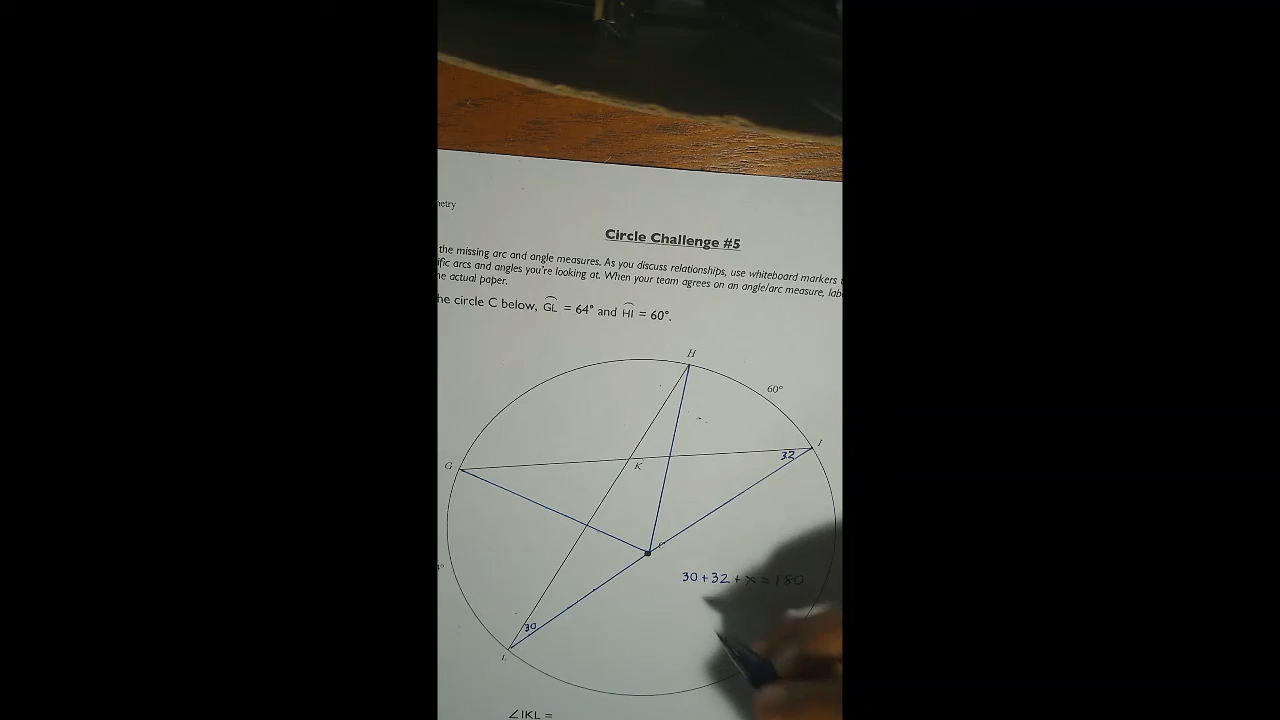 netry
Circle Challenge #5
the missing arc and angle measures. As you discuss relationships, use whiteboard markers t
ific arcs and angles you're looking at. When your team agrees on an angle/arc measure, lab
he actual paper.
he circle C below, GL = 64° and HI = 60°.
H
60°
I
32
G
K
C
4°
30 + 32 + x = 180
30
L
∠IKL =